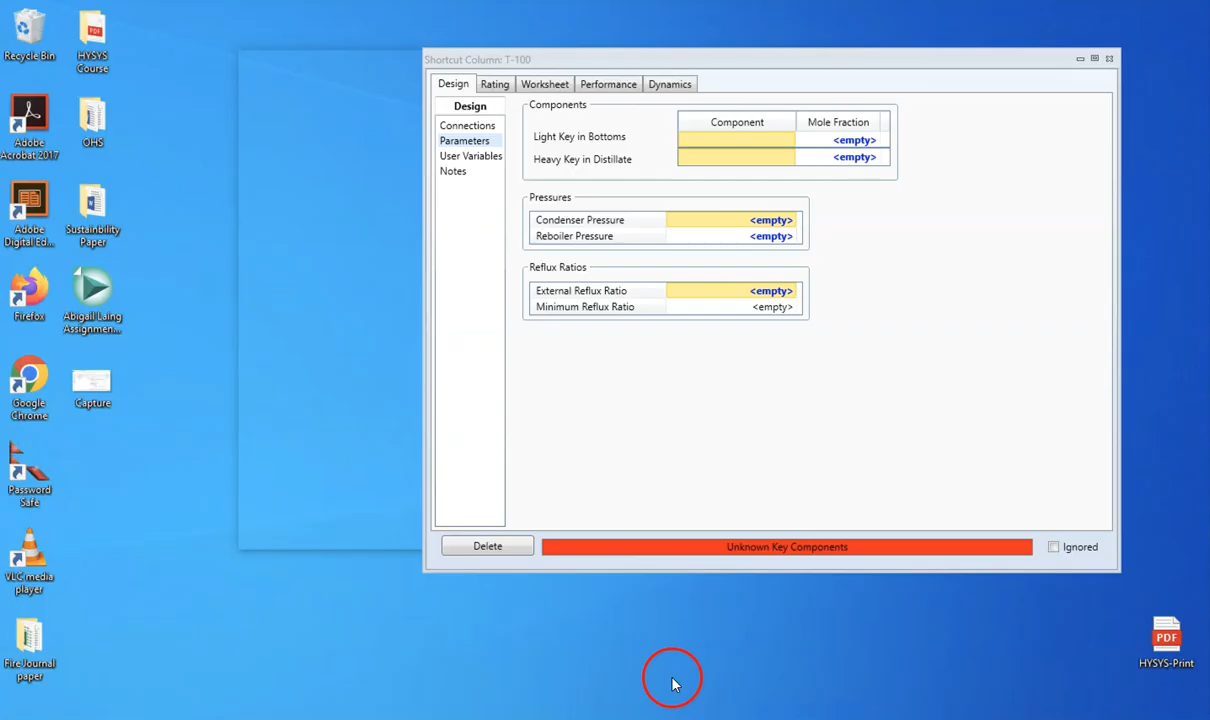 Recycle Bin
HYSYS
Course
Adobe
Acrobat 2017
OHS
Adobe
Digital Ed...
Sustainbility
Paper
Firefox
Abigail Laing
Assignmen...
Google
Chrome
Capture
Password
Safe
VLC media
player
Fire Journal
paper
Shortcut Column: T-100
Design Rating Worksheet Performance Dynamics
Design
Connections
Parameters
User Variables
Notes
Components
Component Mole Fraction
Light Key in Bottoms <empty>
Heavy Key in Distillate <empty>
Pressures
Condenser Pressure <empty>
Reboiler Pressure <empty>
Reflux Ratios
External Reflux Ratio <empty>
Minimum Reflux Ratio <empty>
Delete Unknown Key Components Ignored
PDF
HYSYS-Print